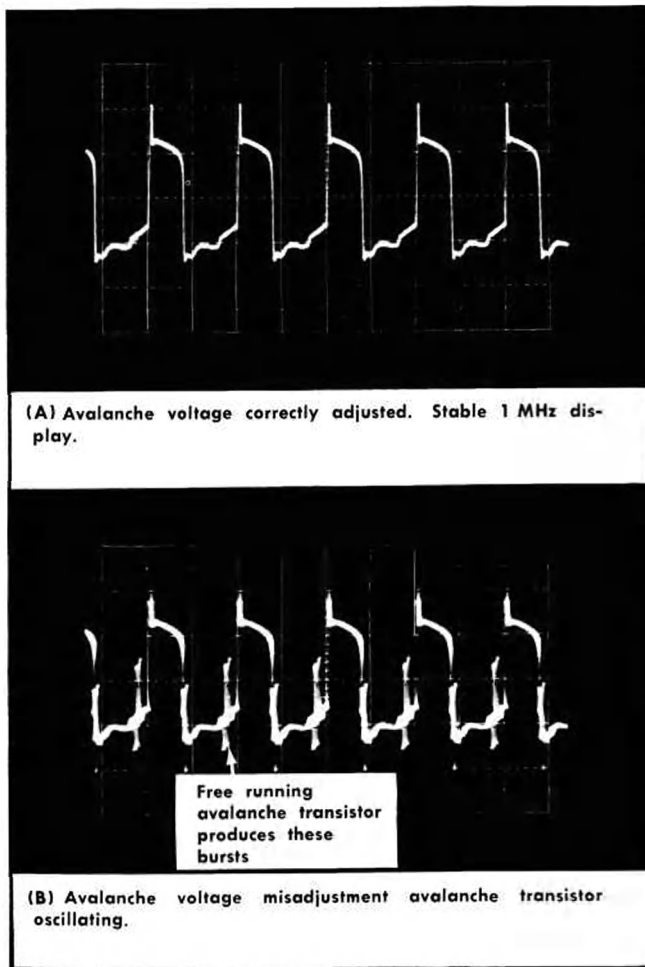 (A) Avalanche voltage correctly adjusted. Stable 1 MHz dis-
play.
Free running
avalanche transistor
produces these
bursts
(B) Avalanche voltage misadjustment avalanche transistor
oscillating.